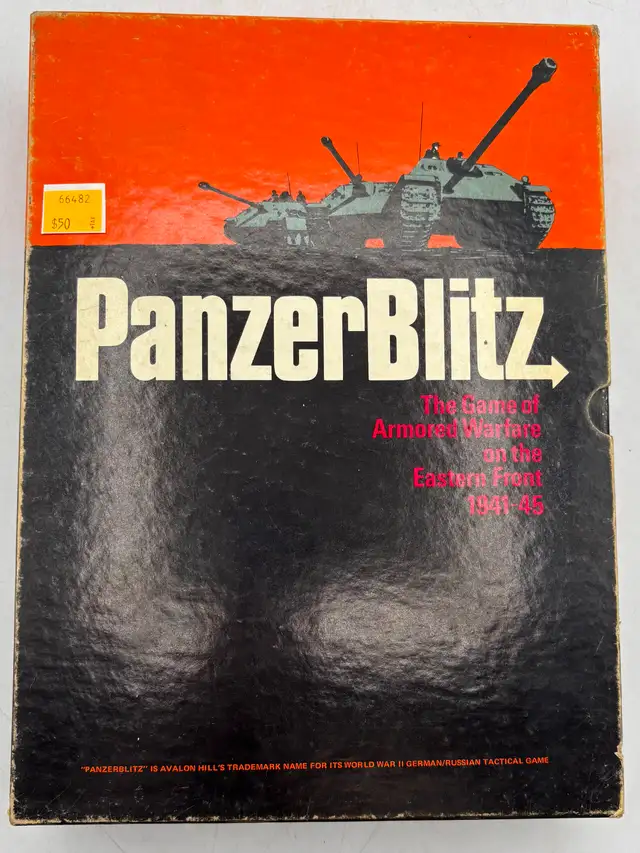 66482
$50
PanzerBlitz
The Game of
Armored Warfare
on the
Eastern Front
1941-45
"PANZERBLITZ" IS AVALON HILL'S TRADEMARK NAME FOR ITS WORLD WAR II GERMAN/RUSSIAN TACTICAL GAME